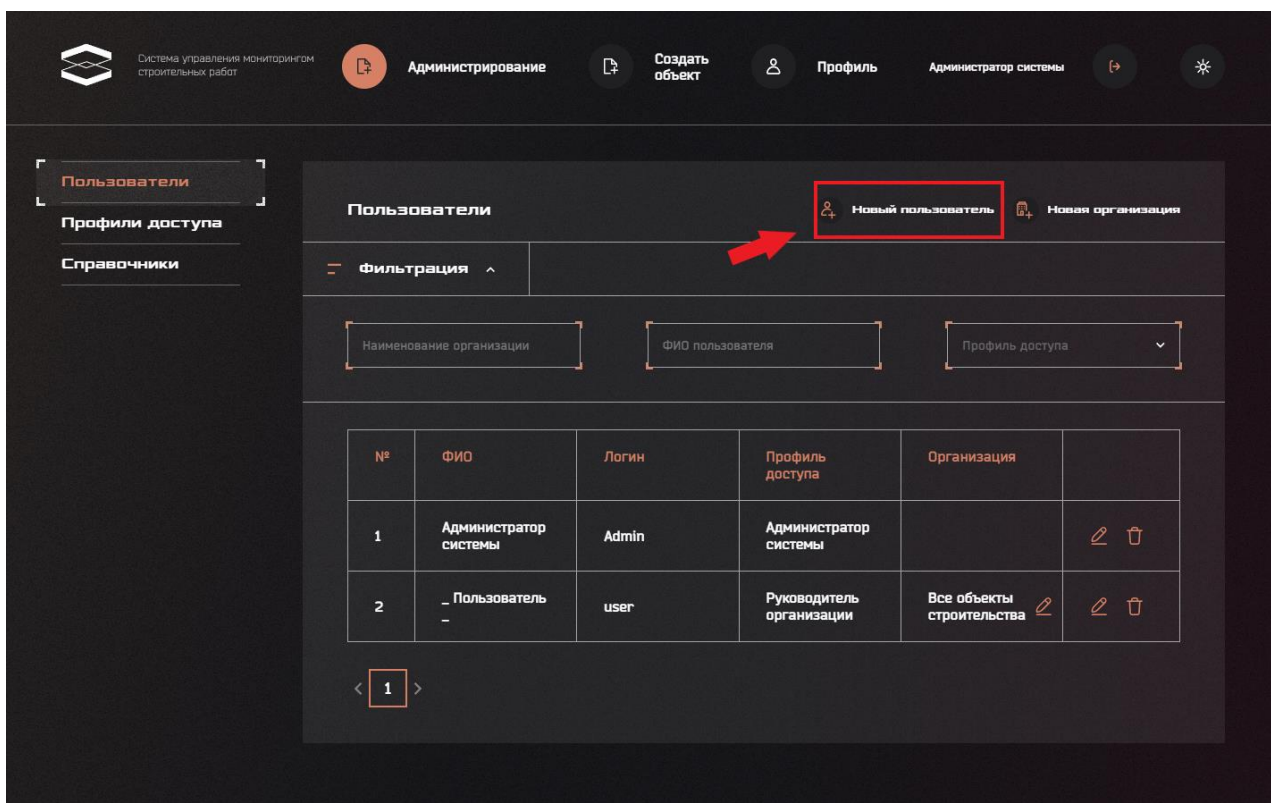 Система управления мониторингом
строительных работ
Администрирование
Создать
объект
Профиль
Администратор системы
Пользователи
Профили доступа
Справочники
Пользователи
Новый пользователь
Новая организация
Фильтрация
Наименование организации
ФИО пользователя
Профиль доступа
№
ФИО
Логин
Профиль
доступа
Организация
1
Администратор
системы
Admin
Администратор
системы
2
_ Пользователь
_
user
Руководитель
организации
Все объекты
строительства
1